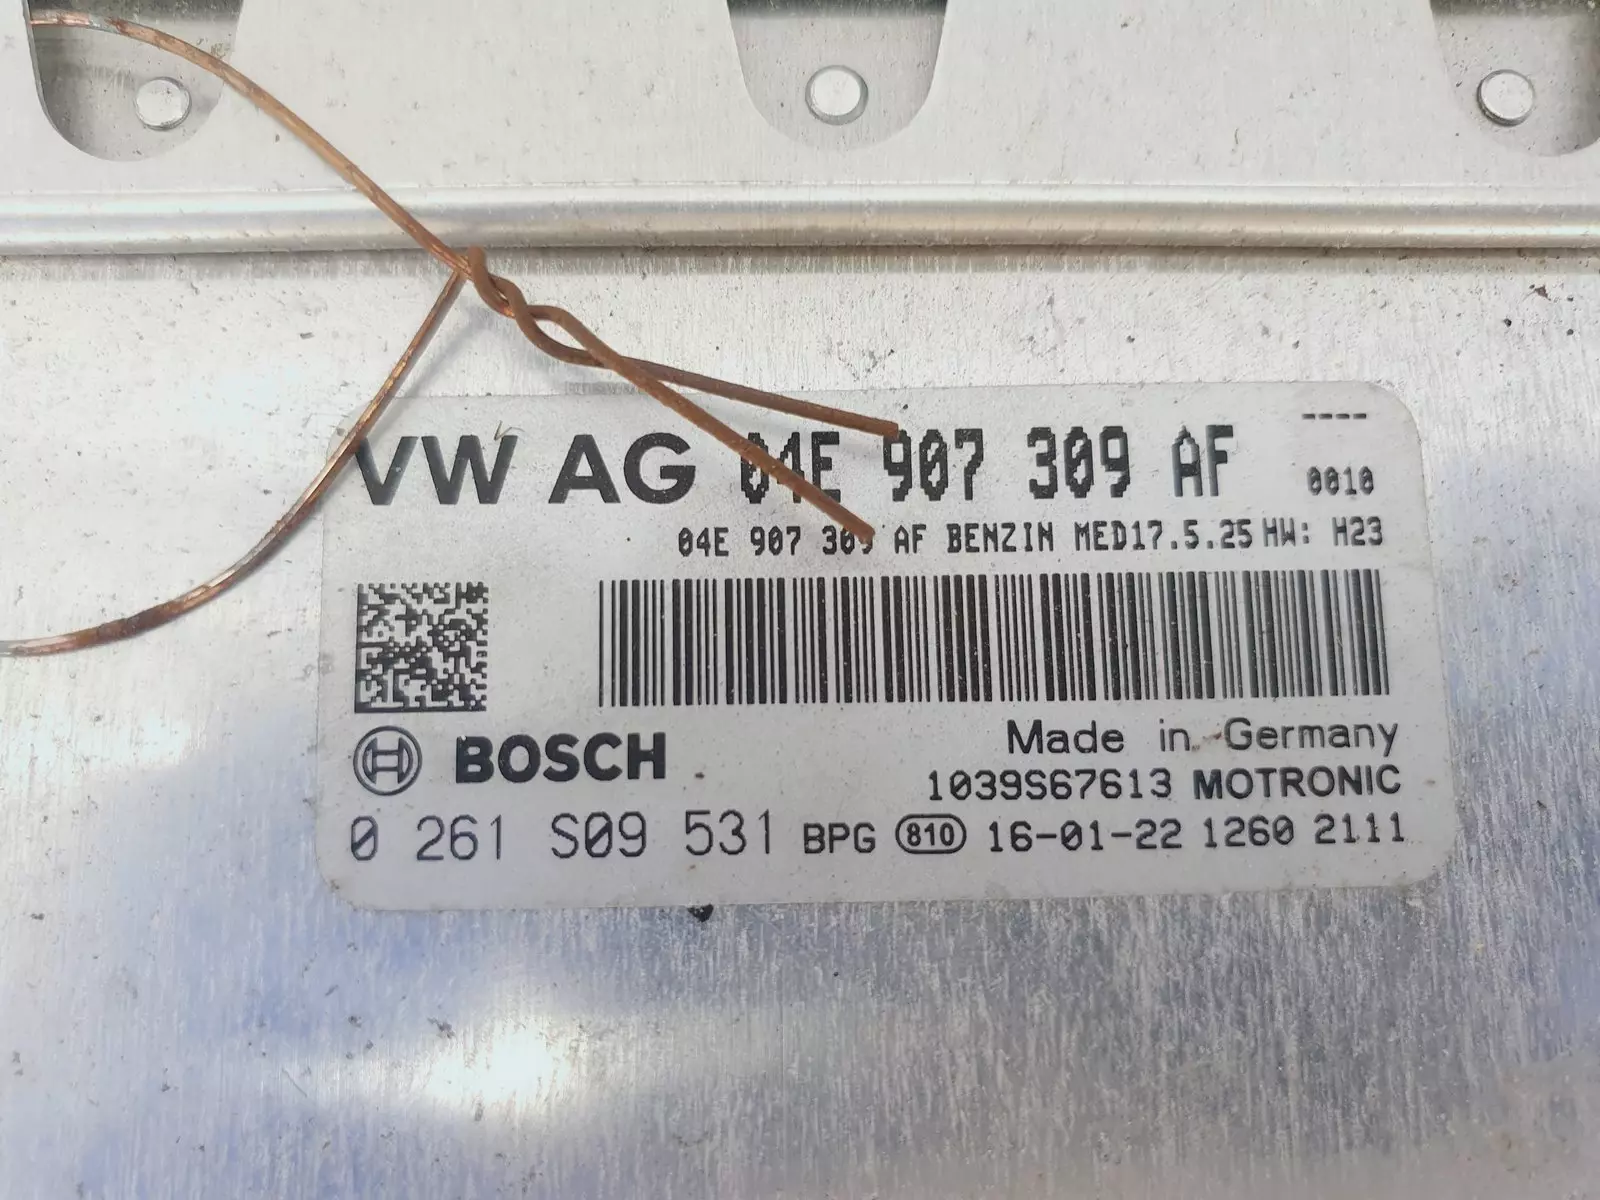 ----
VW AG 04E 907 309 AF 0010
04E 907 309 AF BENZIN MED17.5.25 HW: H23
BOSCH
Made in Germany
1039S67613 MOTRONIC
0 261 S09 531 BPG 810 16-01-22 1260 2111